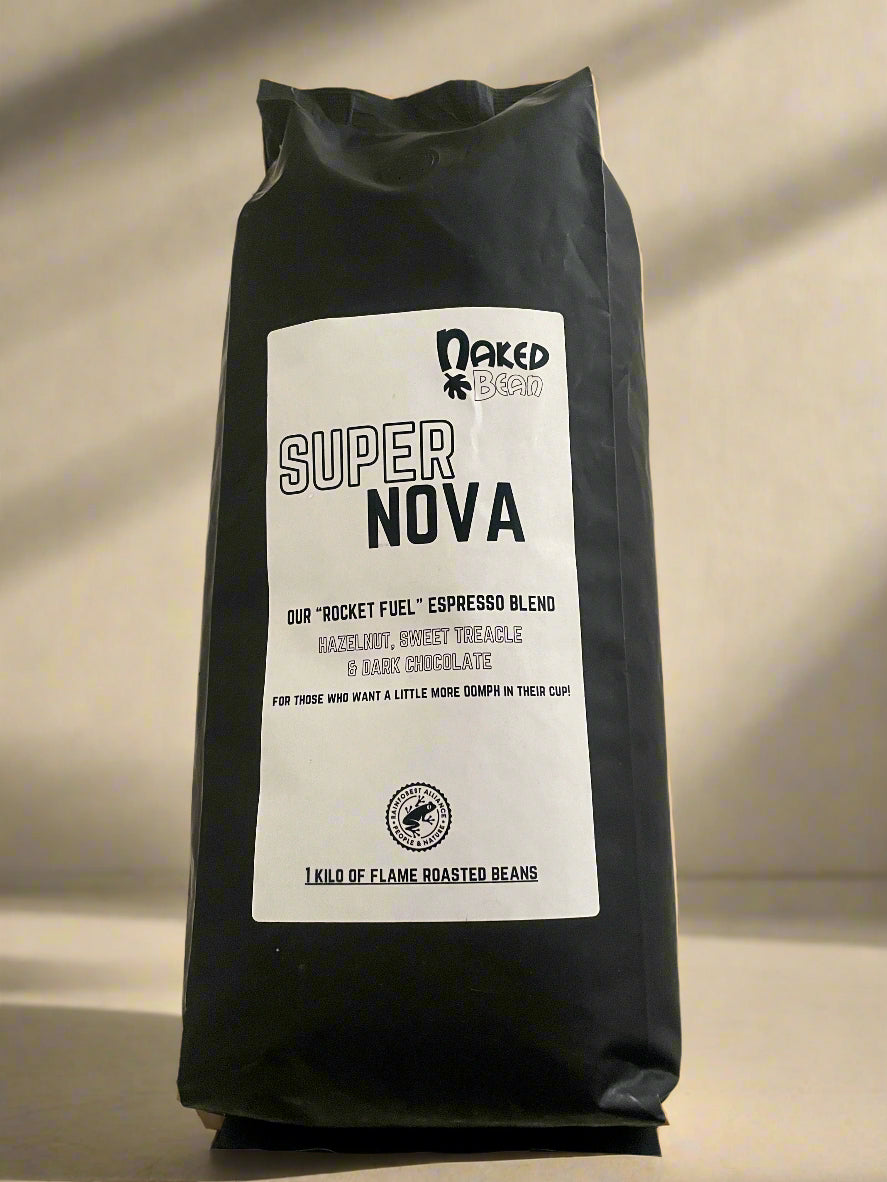 NAKED
BEAN
SUPER
NOVA
OUR “ROCKET FUEL” ESPRESSO BLEND
HAZELNUT, SWEET TREACLE
& DARK CHOCOLATE
FOR THOSE WHO WANT A LITTLE MORE OOMPH IN THEIR CUP!
RAINFOREST ALLIANCE
PEOPLE & NATURE
1 KILO OF FLAME ROASTED BEANS